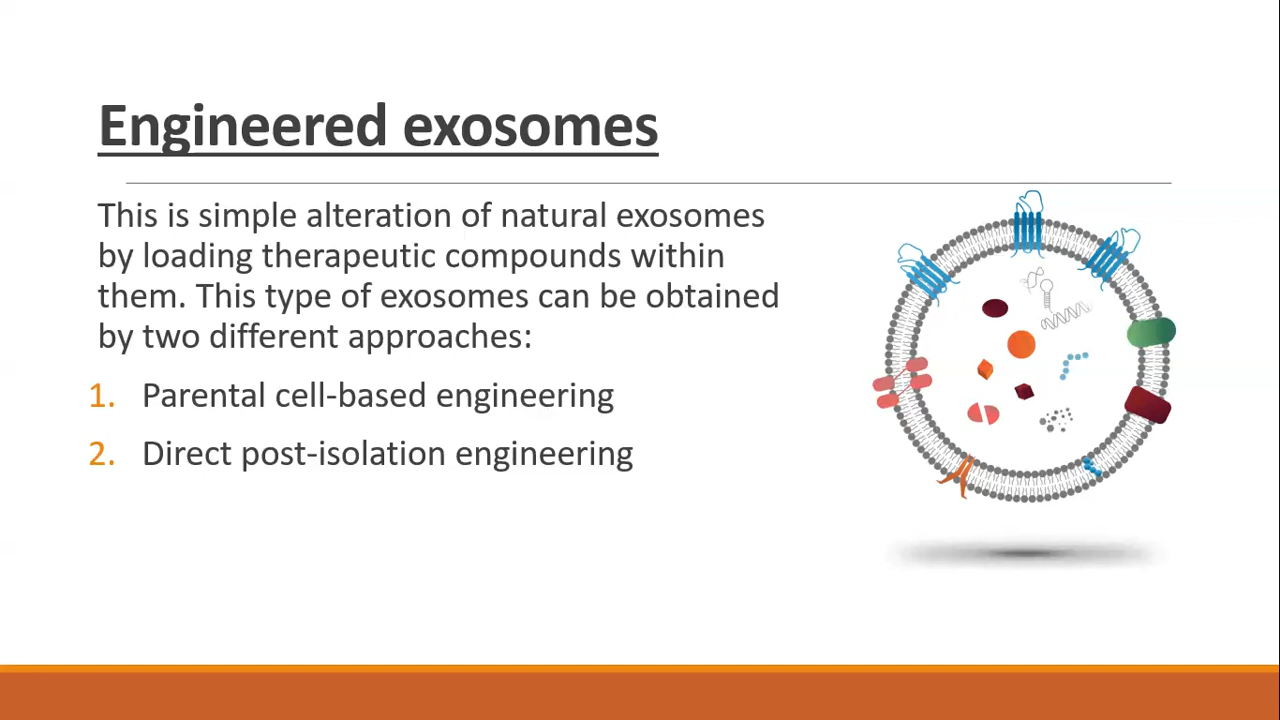 Engineered exosomes
This is simple alteration of natural exosomes
by loading therapeutic compounds within
them. This type of exosomes can be obtained
by two different approaches:
1. Parental cell-based engineering
2. Direct post-isolation engineering